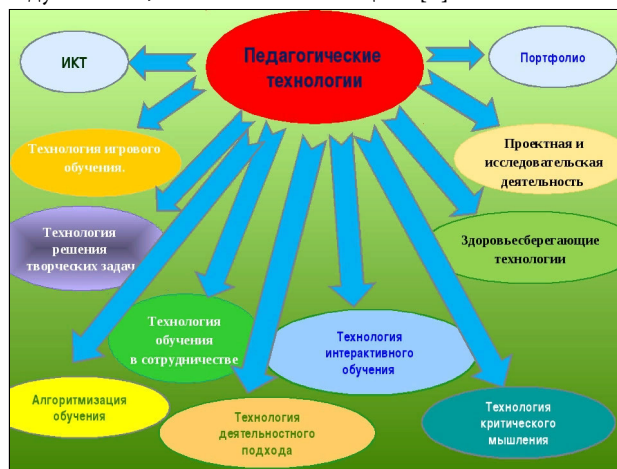 Педагогические
технологии
ИКТ
Портфолио
Технология игрового
обучения.
Проектная и
исследовательская
деятельность
Технология
решения
творческих задач
Здоровьесберегающие
технологии
Технология
обучения
в сотрудничестве
Технология
интерактивного
обучения
Алгоритмизация
обучения
Технология
деятельностного
подхода
Технология
критического
мышления